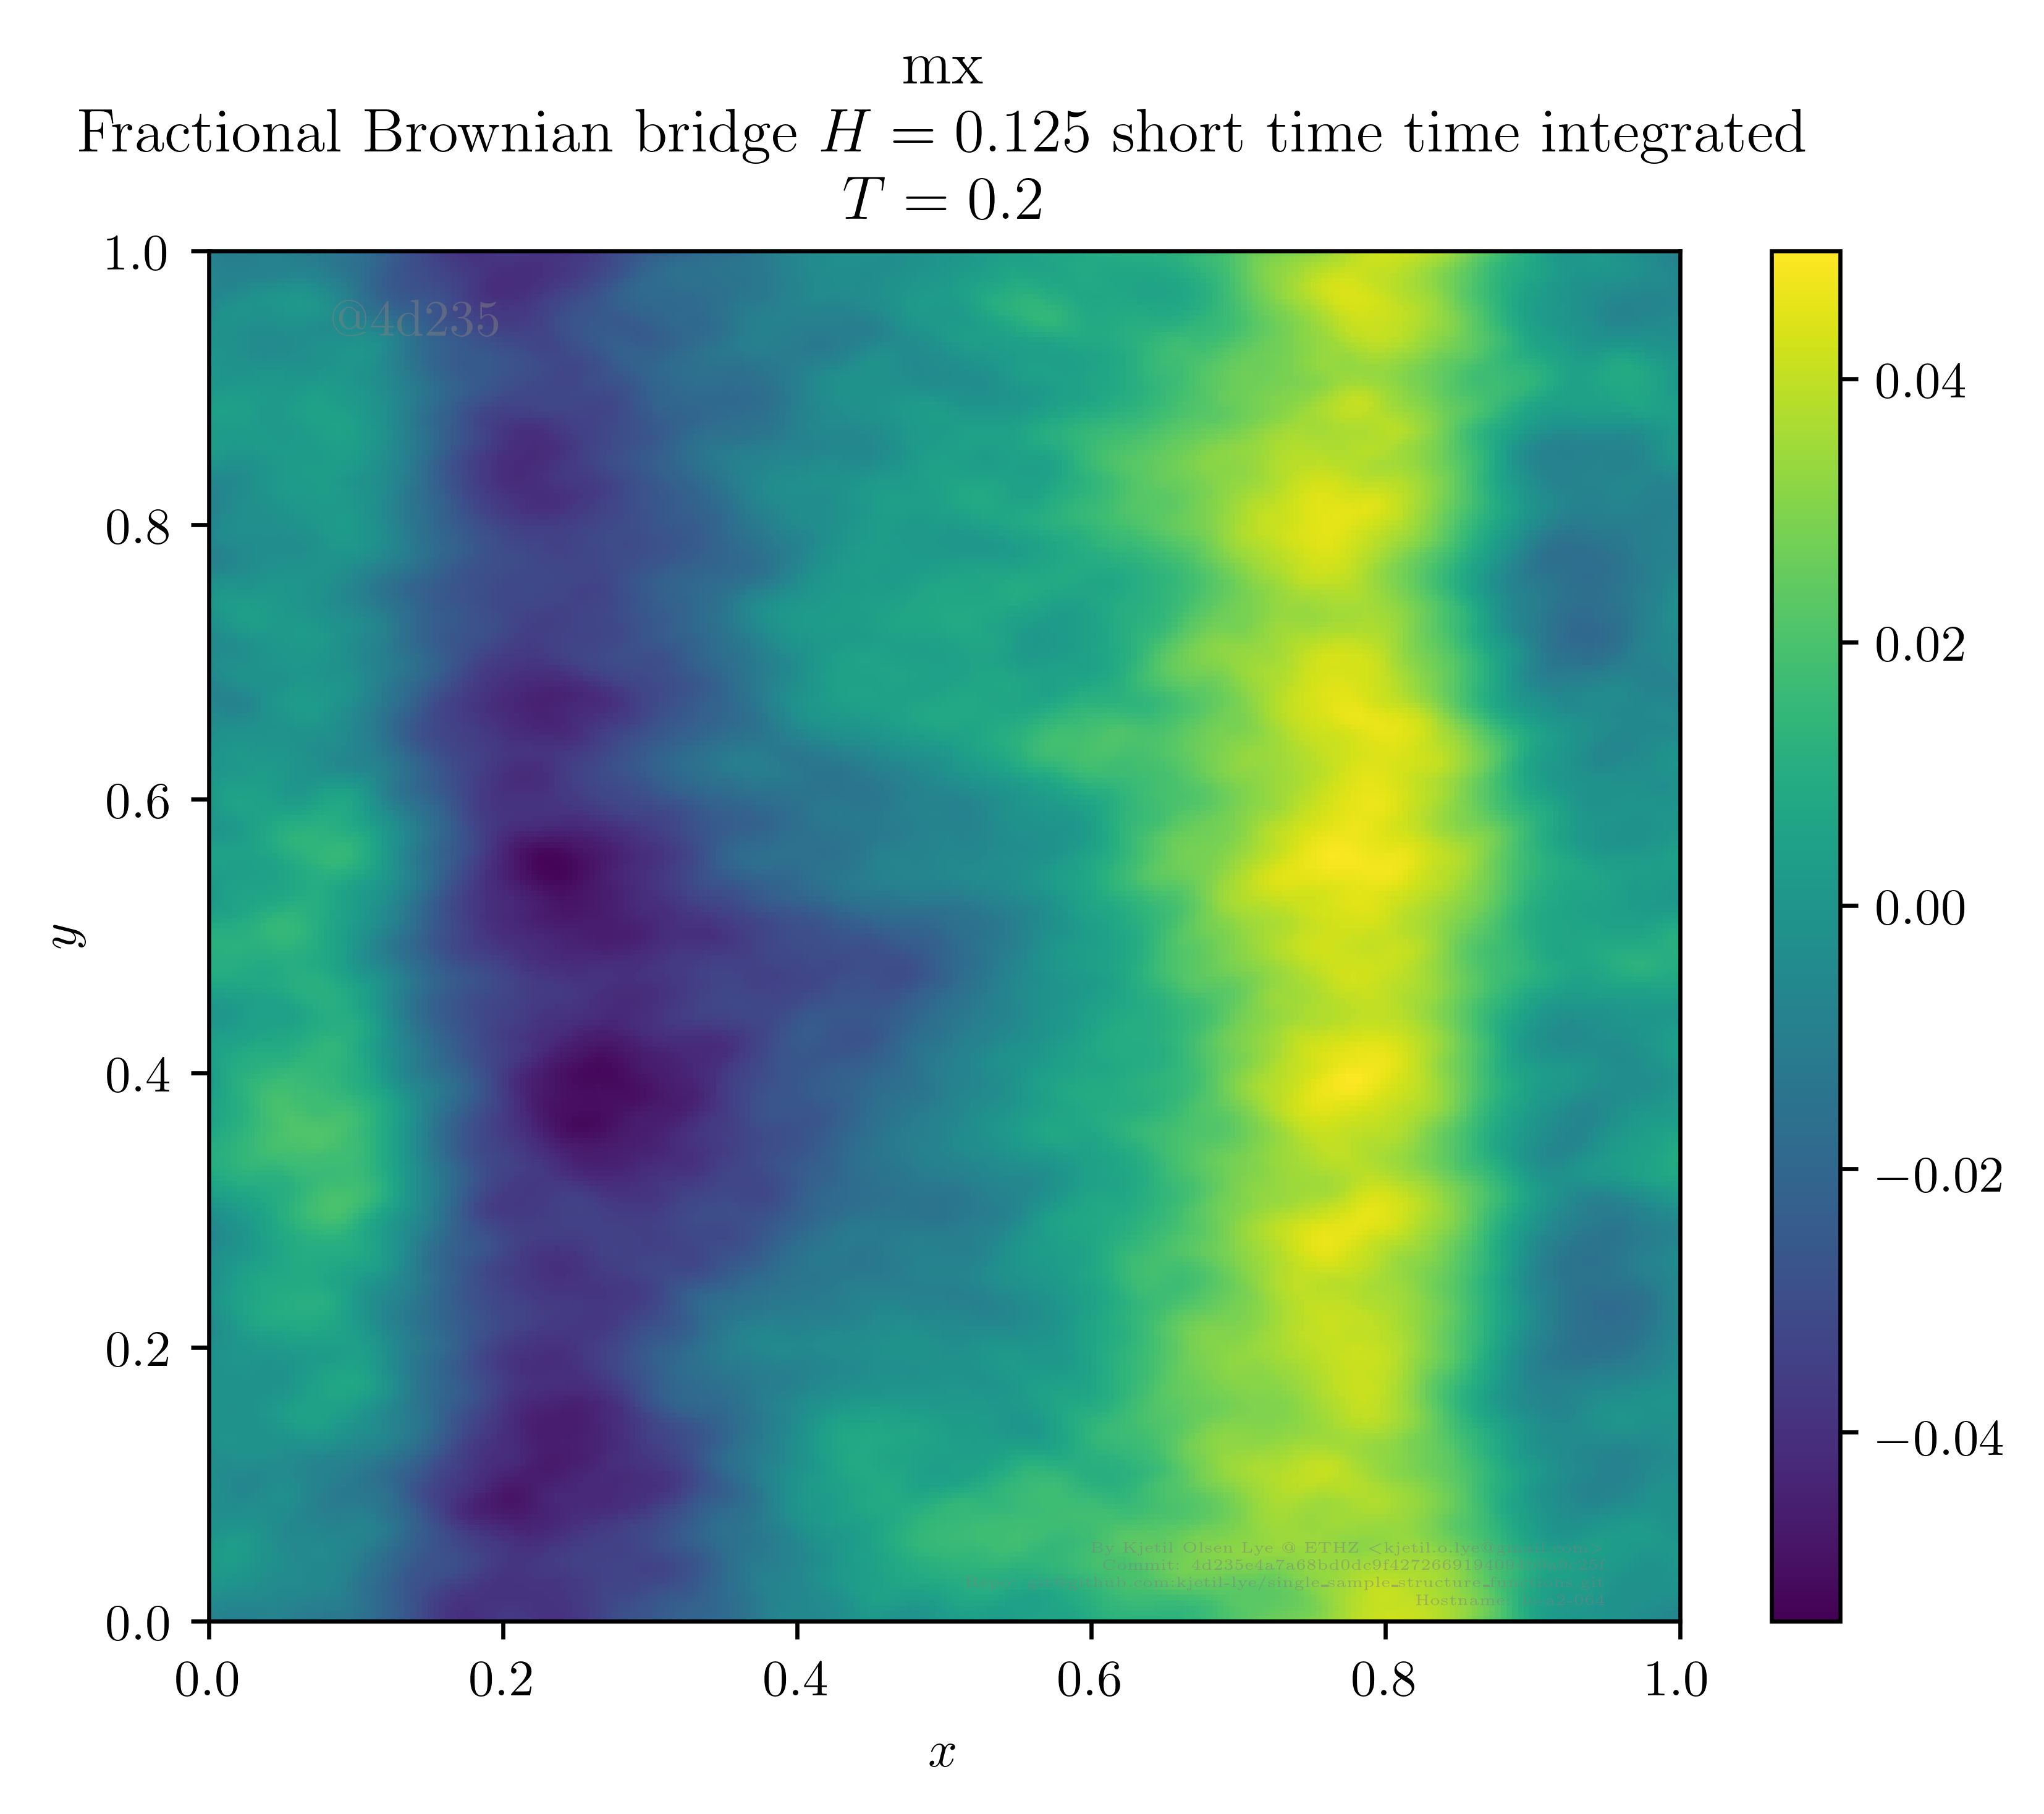 mx
Fractional Brownian bridge H = 0.125 short time time integrated
T = 0.2
@4d235
1.0
0.8
0.6
0.4
0.2
0.0
y
0.0 0.2 0.4 0.6 0.8 1.0
x
0.04
0.02
0.00
−0.02
−0.04
By Kjetil Olsen Lye @ ETHZ
Commit:
Hostname: